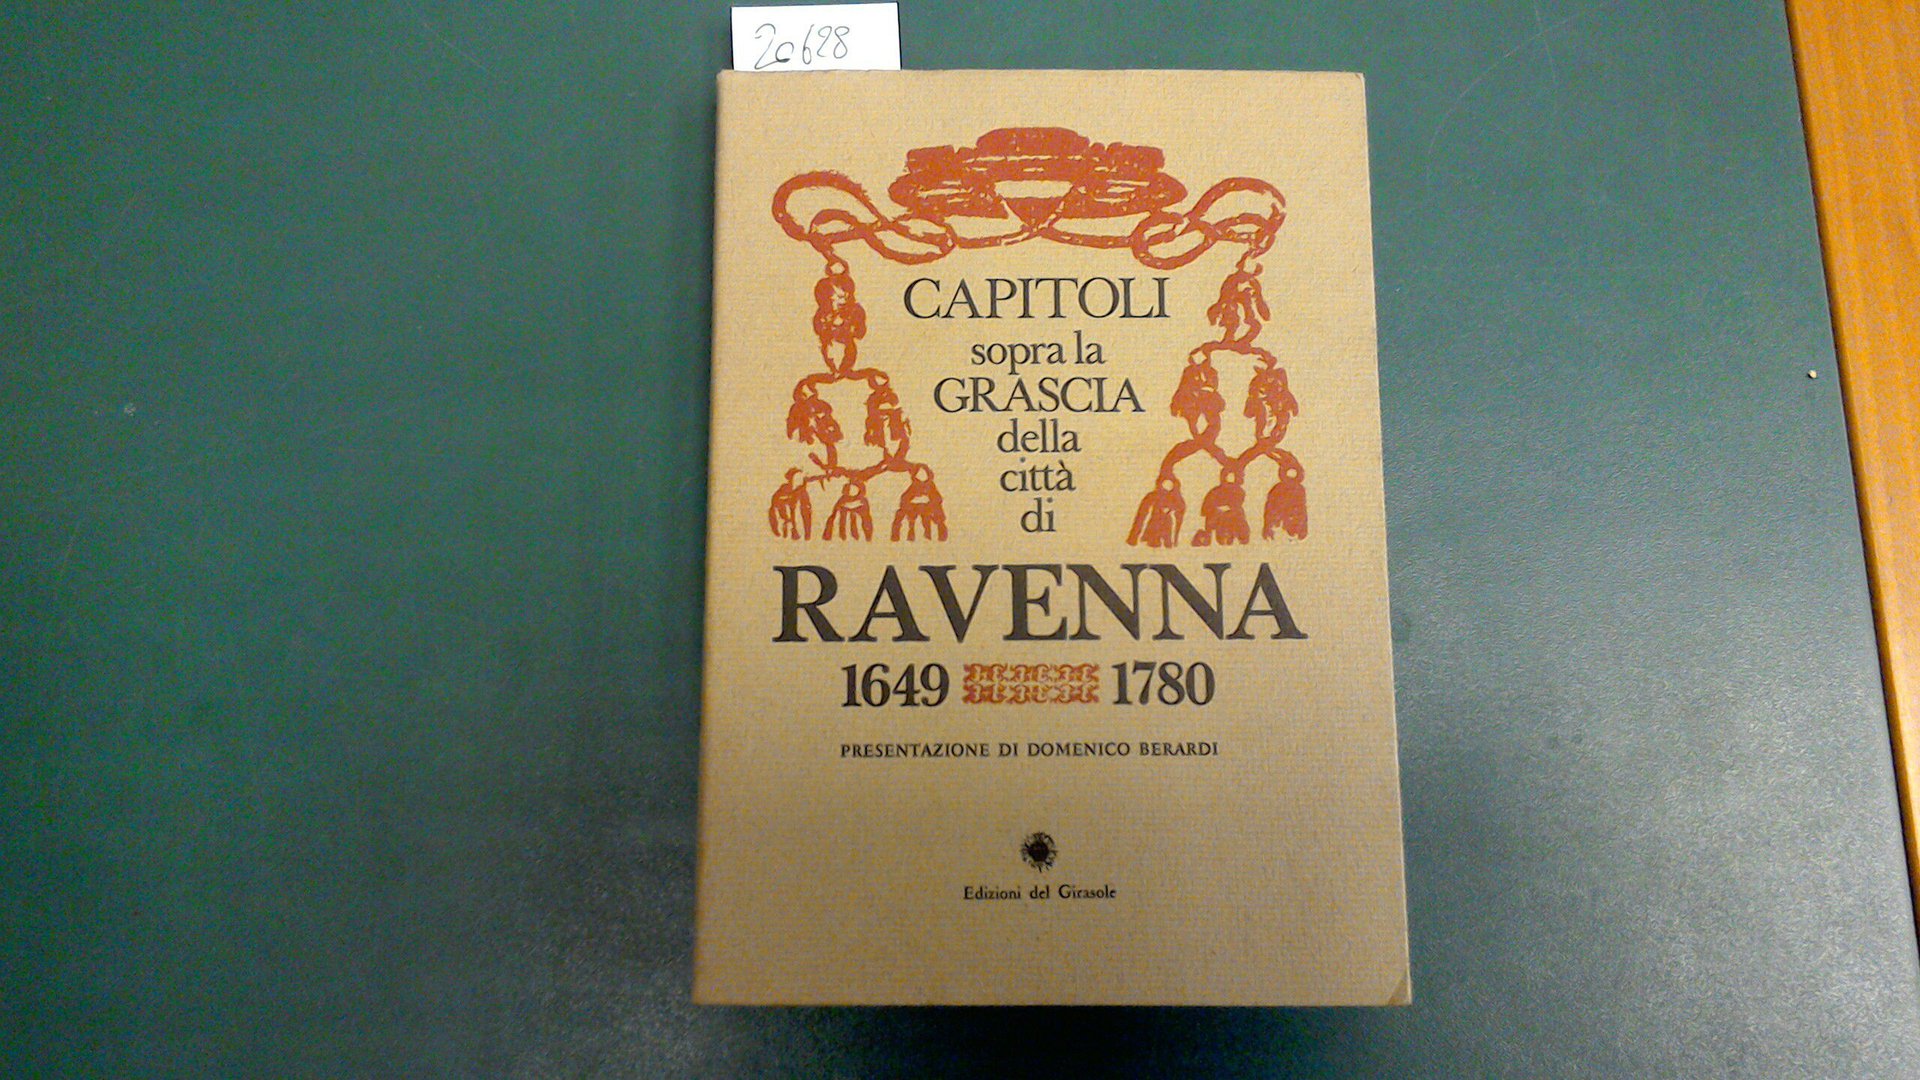 20628
CAPITOLI
sopra la
GRASCIA
della
città
di
RAVENNA
1649 1780
PRESENTAZIONE DI DOMENICO BERARDI
Edizioni del Girasole